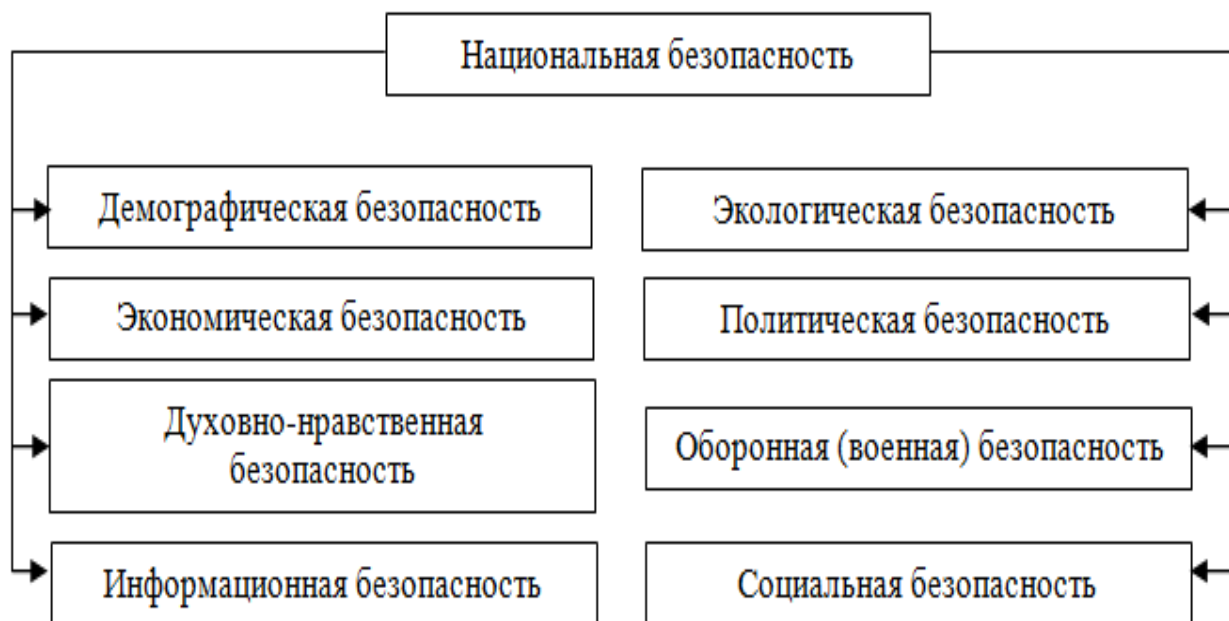 Национальная безопасность
Демографическая безопасность
Экологическая безопасность
Экономическая безопасность
Политическая безопасность
Духовно-нравственная
безопасность
Оборонная (военная) безопасность
Информационная безопасность
Социальная безопасность